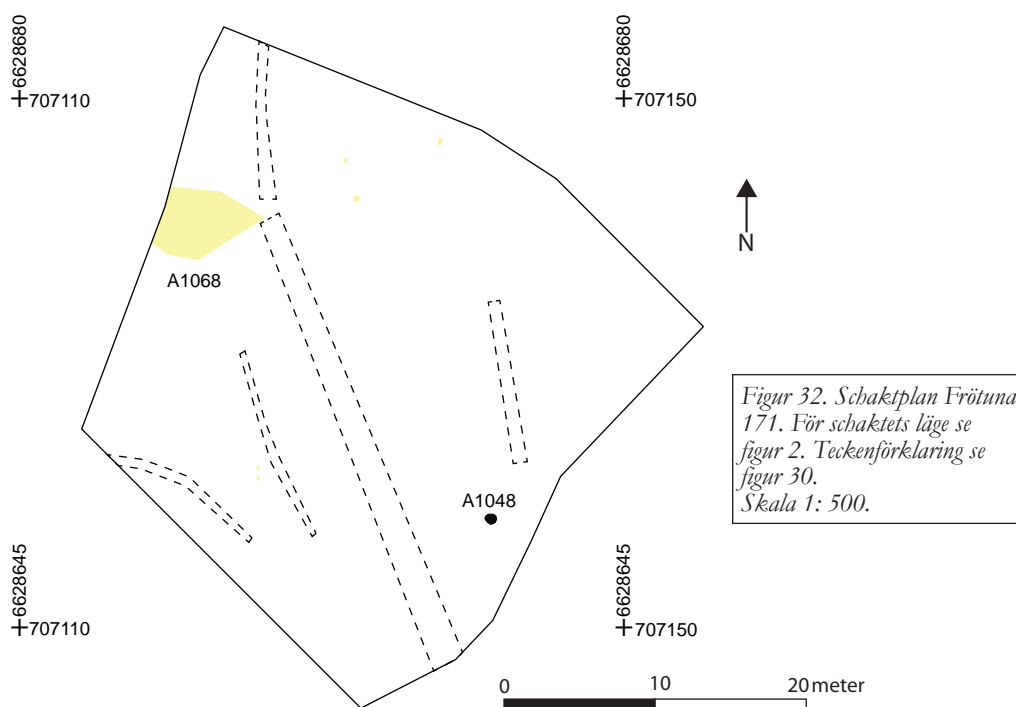 6628680
707110
6628680
707150
N
A1068
Figur 32. Schaktplan Frötuna
171. För schaktets läge se
figur 2. Teckenförklaring se
figur 30.
Skala 1: 500.
A1048
6628645
707110
6628645
707150
0 10 20 meter